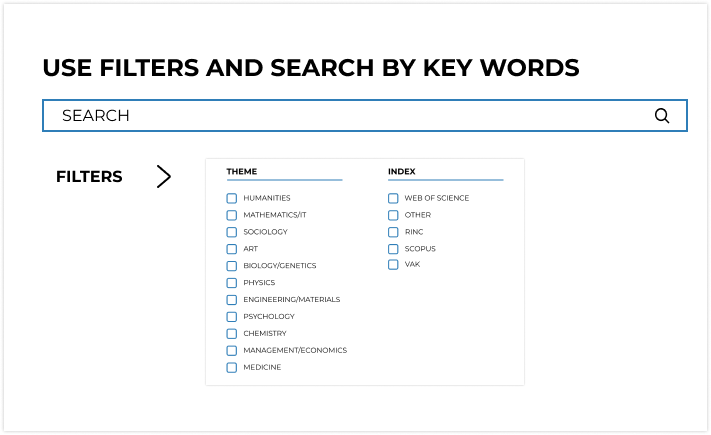 USE FILTERS AND SEARCH BY KEY WORDS
SEARCH
FILTERS
THEME
HUMANITIES
MATHEMATICS/IT
SOCIOLOGY
ART
BIOLOGY/GENETICS
PHYSICS
ENGINEERING/MATERIALS
PSYCHOLOGY
CHEMISTRY
MANAGEMENT/ECONOMICS
MEDICINE
INDEX
WEB OF SCIENCE
OTHER
RINC
SCOPUS
VAK